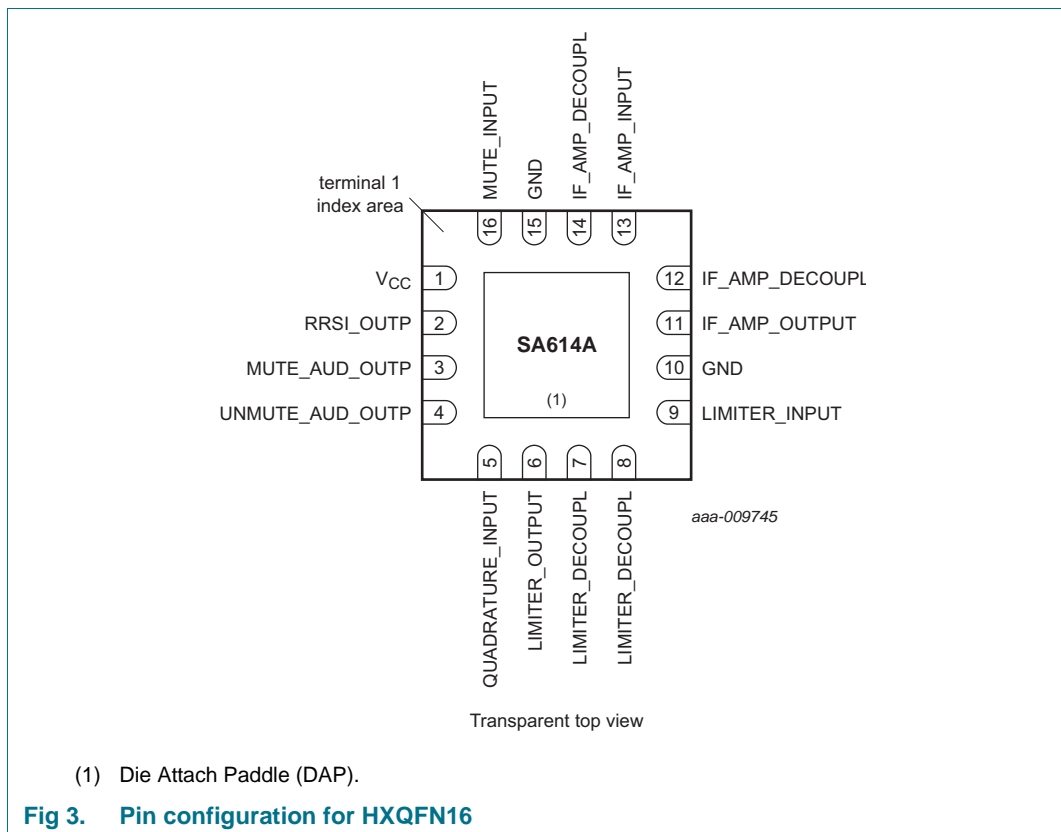 MUTE_INPUT
GND
IF_AMP_DECOUPL
IF_AMP_INPUT
terminal 1
index area
16
15
14
13
VCC
1
12
IF_AMP_DECOUPL
RRSI_OUTP
2
11
IF_AMP_OUTPUT
SA614A
MUTE_AUD_OUTP
3
10
GND
(1)
UNMUTE_AUD_OUTP
4
9
LIMITER_INPUT
5
6
7
8
QUADRATURE_INPUT
LIMITER_OUTPUT
LIMITER_DECOUPL
LIMITER_DECOUPL
aaa-009745
Transparent top view
(1) Die Attach Paddle (DAP).
Fig 3. Pin configuration for HXQFN16